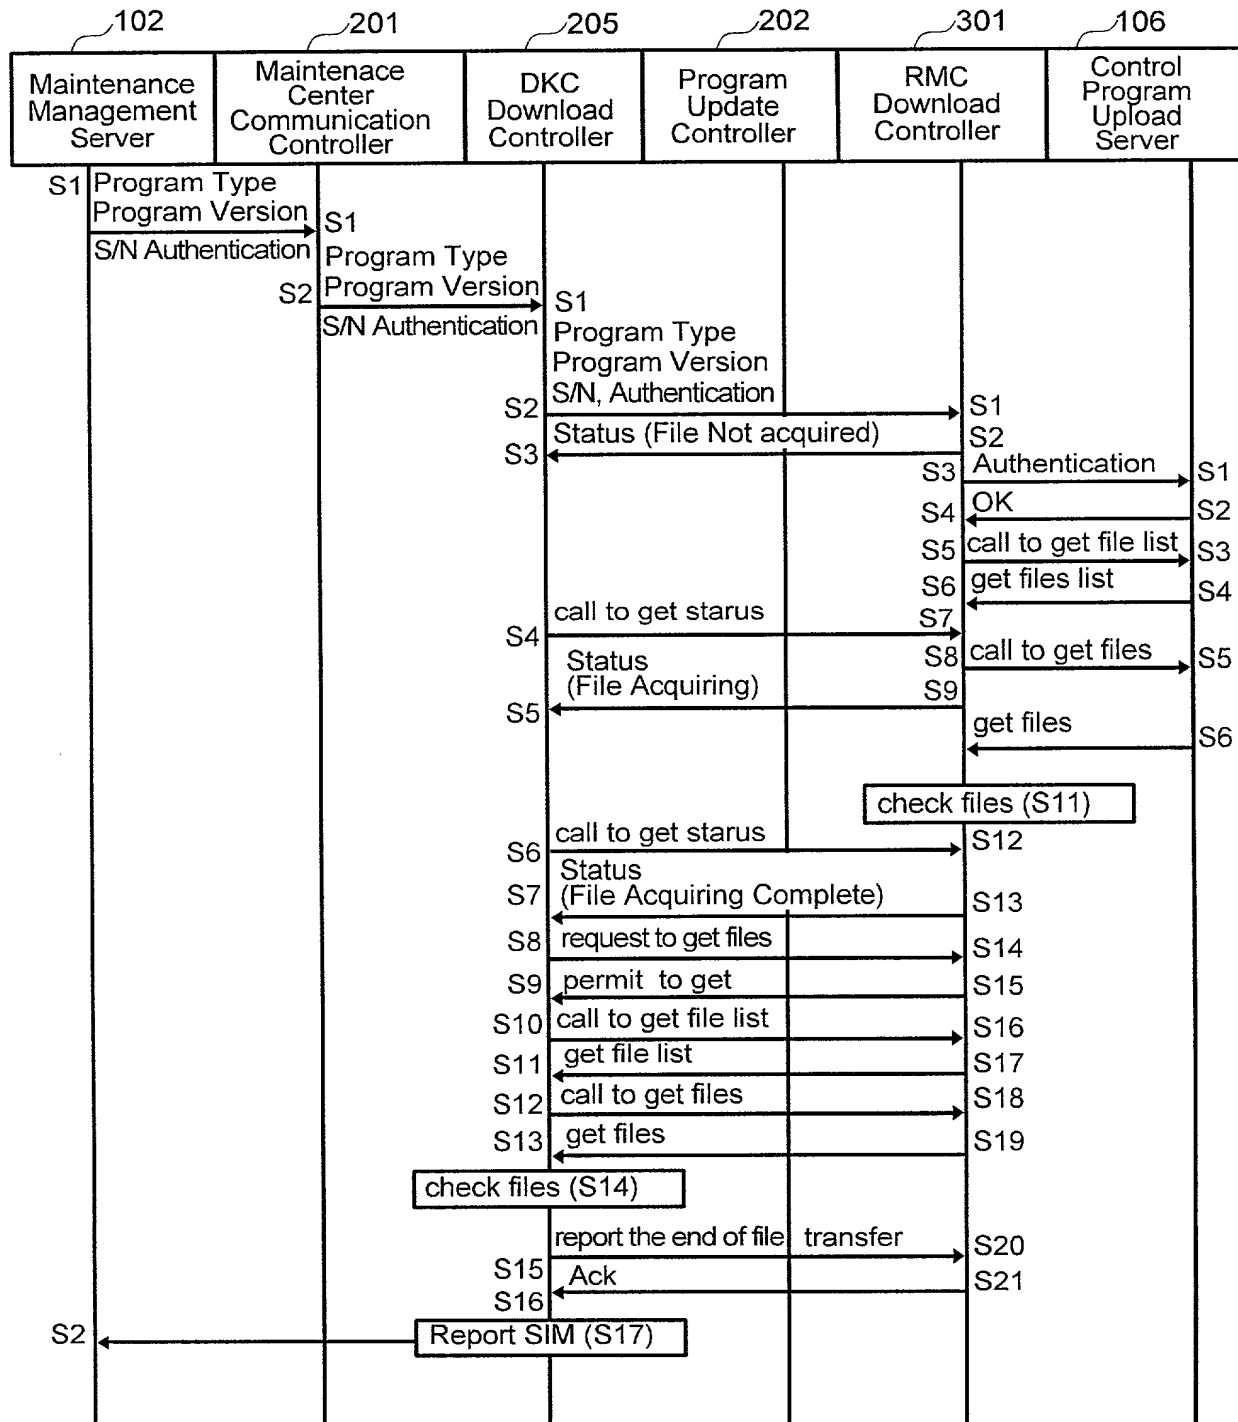 102
201
205
202
301
106
Maintenance
Management
Server
Maintenace
Center
Communication
Controller
DKC
Download
Controller
Program
Update
Controller
RMC
Download
Controller
Control
Program
Upload
Server
S1
Program Type
Program Version
S/N Authentication
S1
Program Type
S2
Program Version
S/N Authentication
S1
Program Type
Program Version
S/N, Authentication
S2
S1
Status (File Not acquired)
S2
S3
S3
Authentication
S1
S4
OK
S2
S5
call to get file list
S3
S6
get files list
S4
call to get starus
S4
S7
S8
call to get files
S5
Status
(File Acquiring)
S9
S5
get files
S6
check files (S11)
call to get starus
S6
S12
Status
(File Acquiring Complete)
S7
S13
S8
request to get files
S14
S9
permit to get
S15
S10
call to get file list
S16
S11
get file list
S17
S12
call to get files
S18
S13
get files
S19
check files (S14)
report the end of file transfer
S20
S15
Ack
S21
S16
S2
Report SIM (S17)